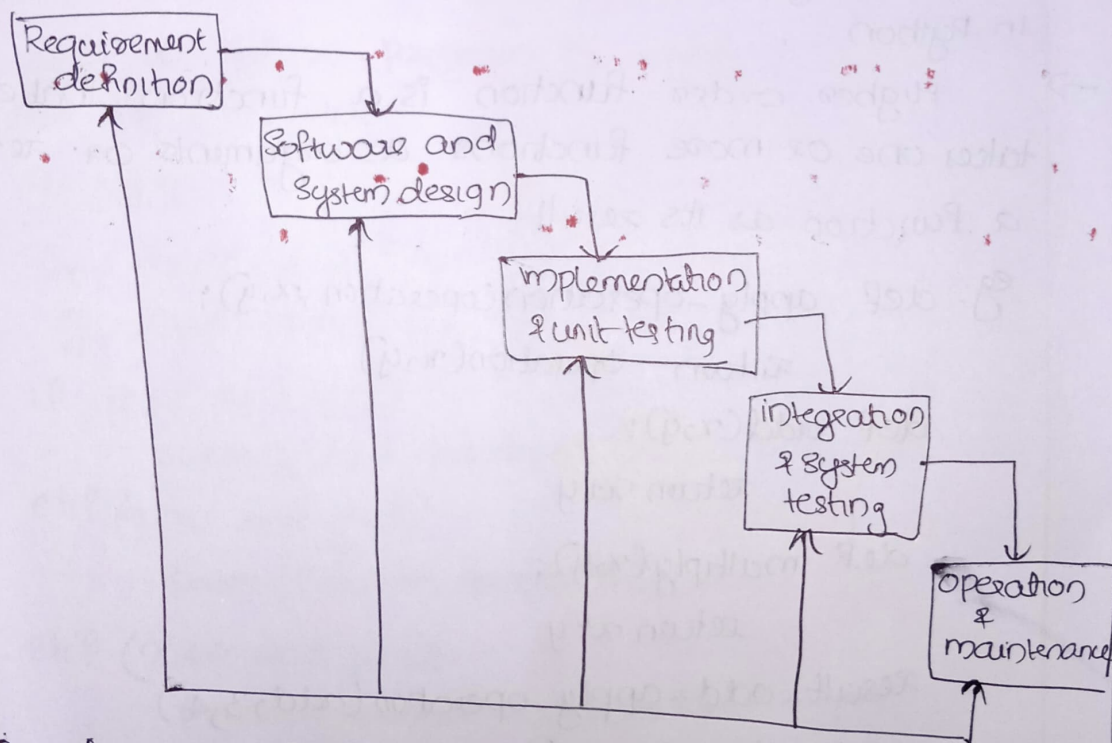 Requirement
definition
Software and
System design
implementation
& unit testing
integration
& system
testing
operation
&
maintenance